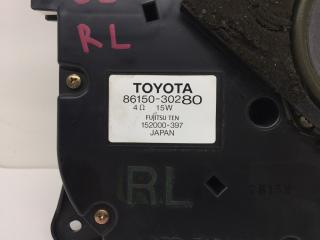 RL
TOYOTA
86150-30280
4Ω 15W
FUJITSU TEN
152000-397
JAPAN
RL